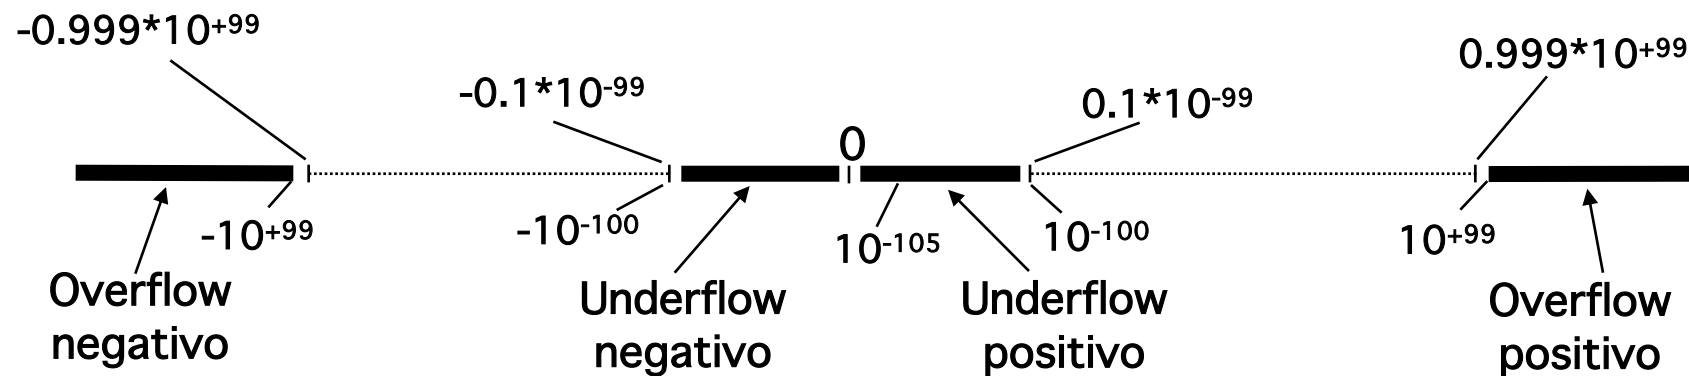 -0.999*10⁺⁹⁹
0.999*10⁺⁹⁹
-0.1*10⁻⁹⁹
0.1*10⁻⁹⁹
0
-10⁺⁹⁹
-10⁻¹⁰⁰
10⁻¹⁰⁵
10⁻¹⁰⁰
10⁺⁹⁹
Overflow
negativo
Underflow
negativo
Underflow
positivo
Overflow
positivo